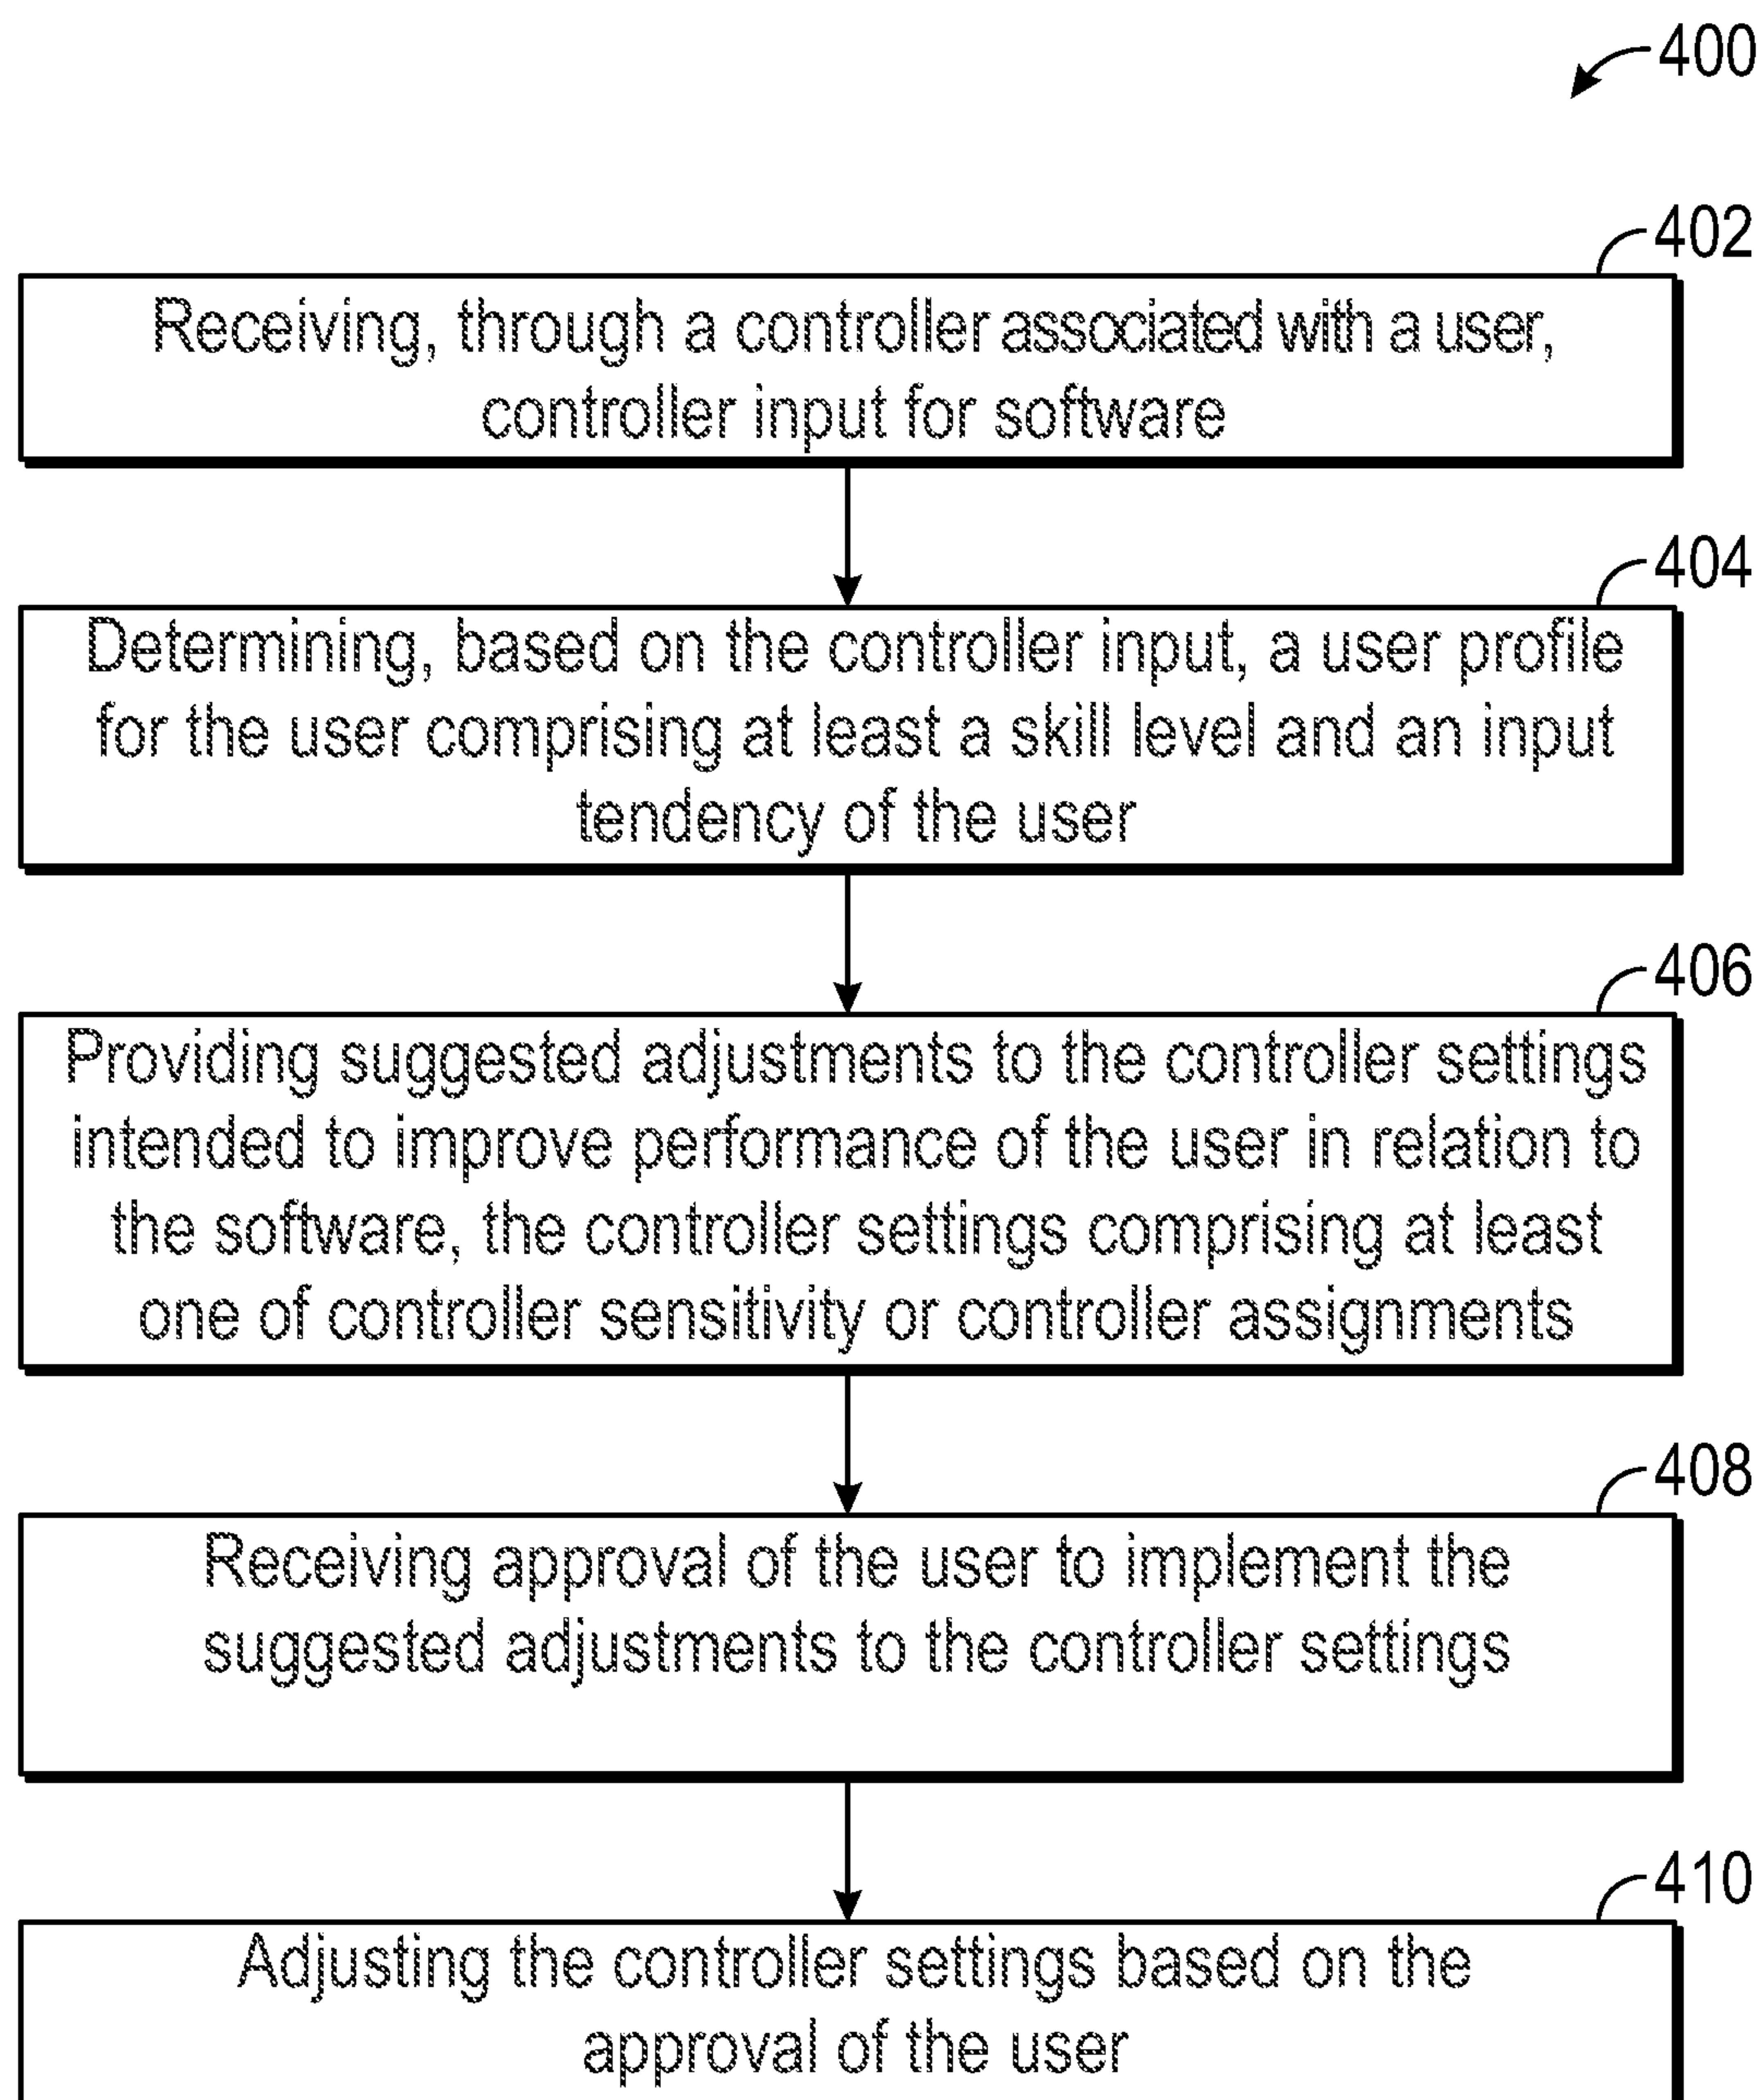 400
402
Receiving, through a controller associated with a user,
controller input for software
404
Determining, based on the controller input, a user profile
for the user comprising at least a skill level and an input
tendency of the user
406
Providing suggested adjustments to the controller settings
intended to improve performance of the user in relation to
the software, the controller settings comprising at least
one of controller sensitivity or controller assignments
408
Receiving approval of the user to implement the
suggested adjustments to the controller settings
410
Adjusting the controller settings based on the
approval of the user